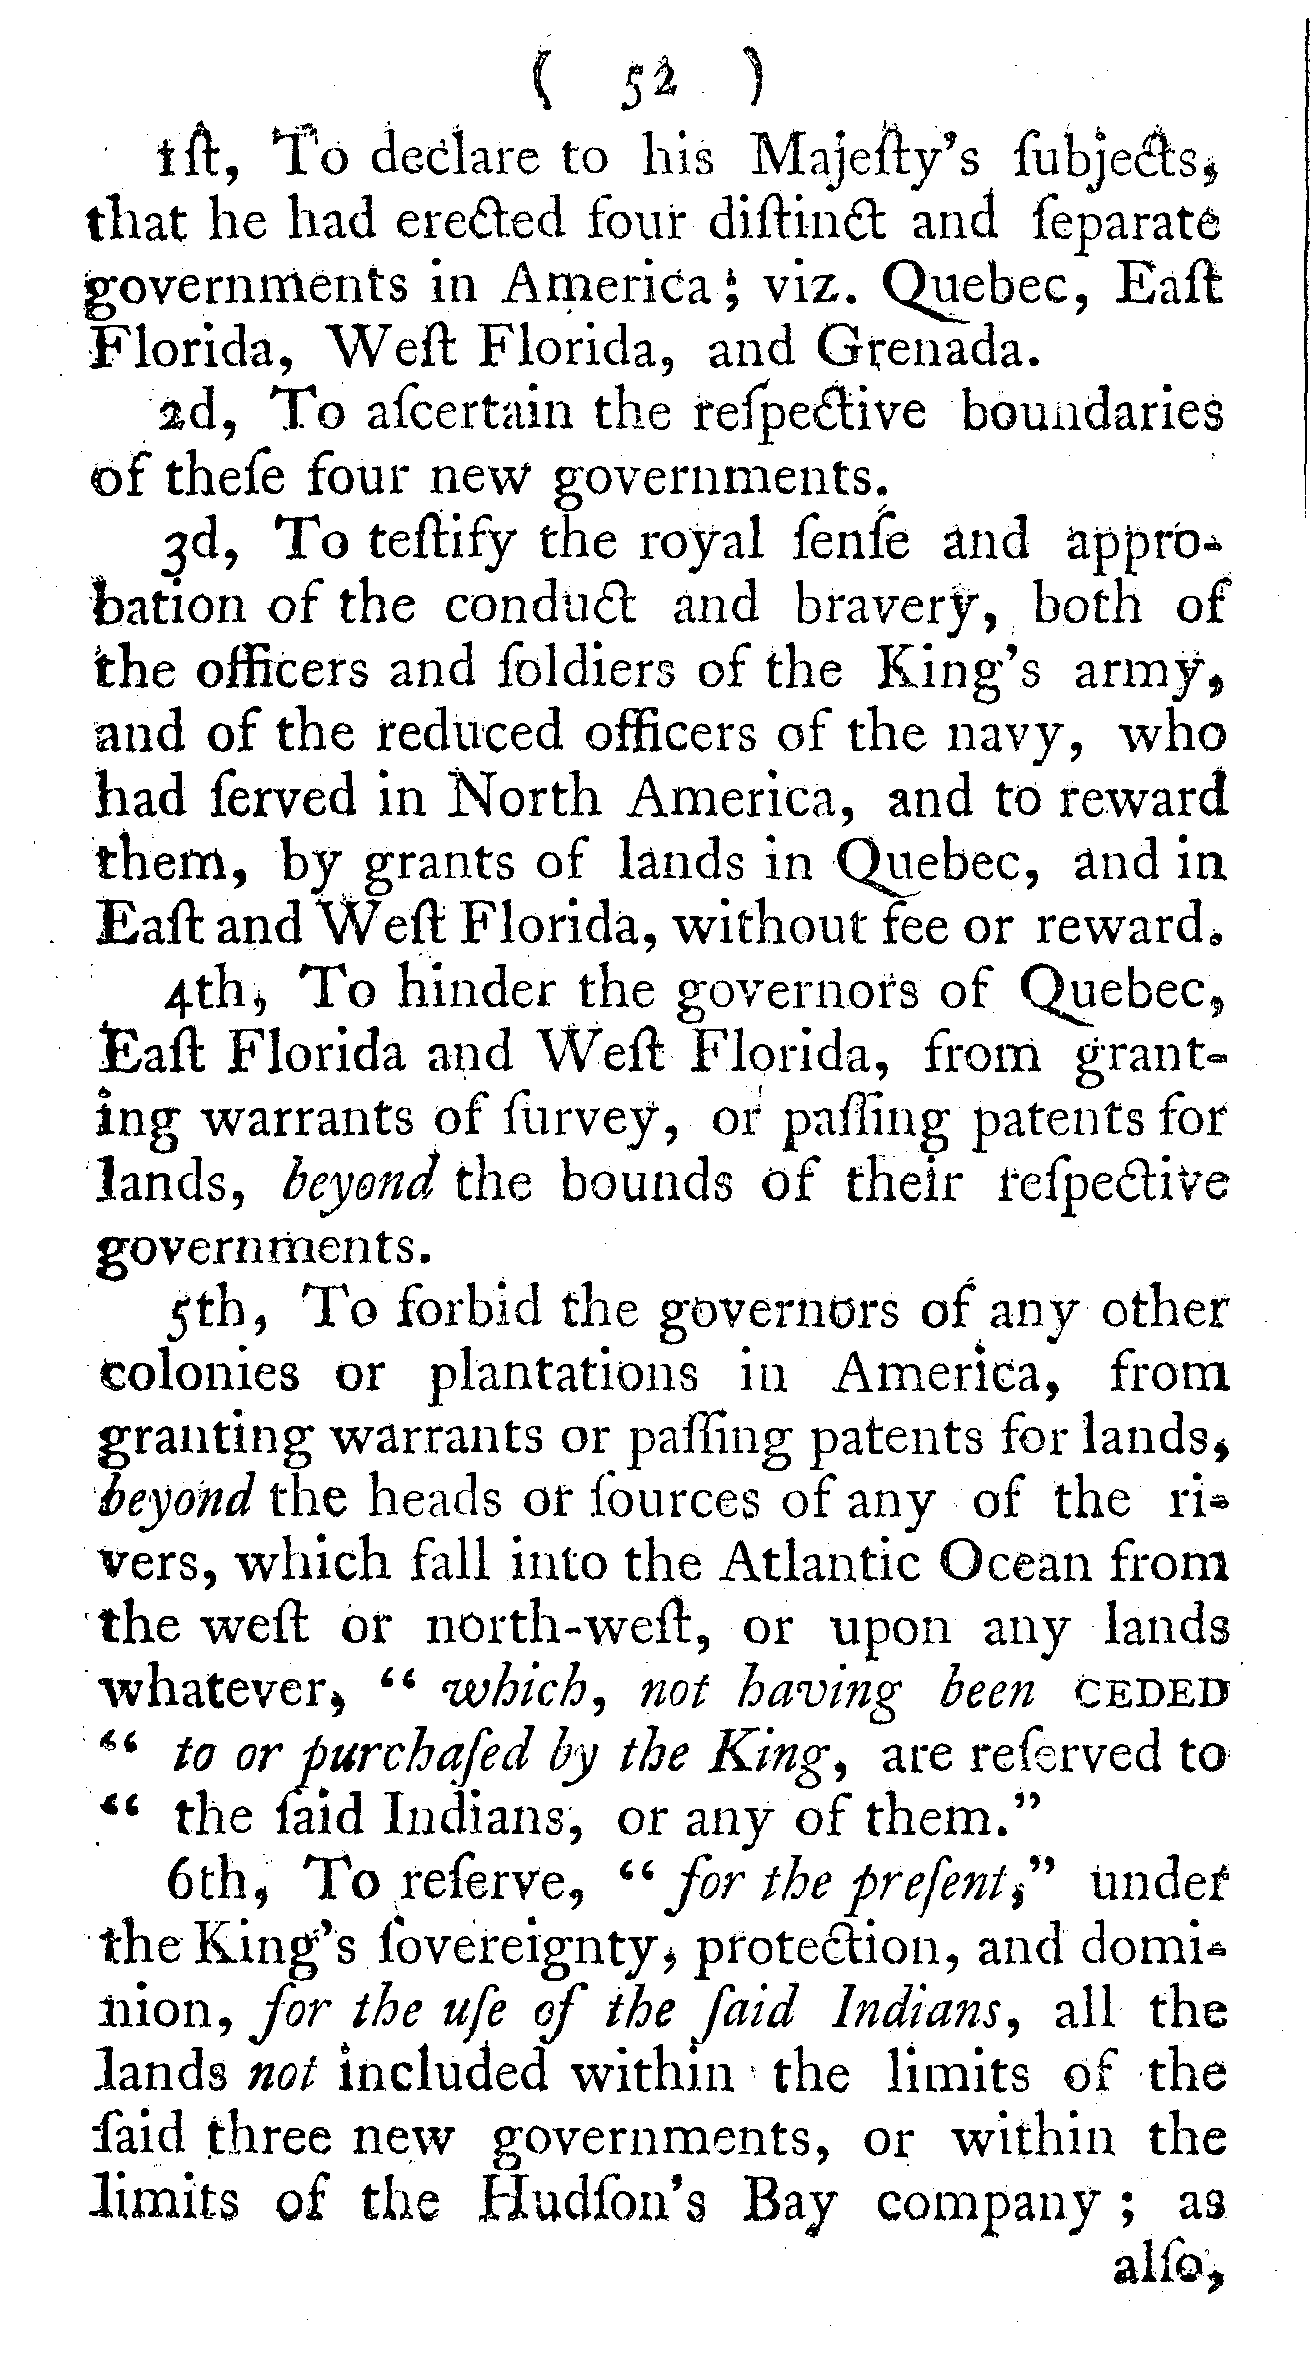 ( 52 )
1ſt, To declare to his Majeſty's ſubjects,
that he had erected four diſtinct and ſeparate
governments in America; viz. Quebec, Eaſt
Florida, Weſt Florida, and Grenada.
2d, To aſcertain the reſpective boundaries
of theſe four new governments.
3d, To teſtify the royal ſenſe and appro-
bation of the conduct and bravery, both of
the officers and ſoldiers of the King's army,
and of the reduced officers of the navy, who
had ſerved in North America, and to reward
them, by grants of lands in Quebec, and in
Eaſt and Weſt Florida, without fee or reward.
4th, To hinder the governors of Quebec,
Eaſt Florida and Weſt Florida, from grant-
ing warrants of ſurvey, or paſſing patents for
lands, beyond the bounds of their reſpective
governments.
5th, To forbid the governors of any other
colonies or plantations in America, from
granting warrants or paſſing patents for lands,
beyond the heads or ſources of any of the ri-
vers, which fall into the Atlantic Ocean from
the weſt or north-weſt, or upon any lands
whatever, “ which, not having been CEDED
“ to or purchaſed by the King, are reſerved to
“ the ſaid Indians, or any of them.”
6th, To reſerve, “ for the preſent,” under
the King's ſovereignty, protection, and domi-
nion, for the uſe of the ſaid Indians, all the
lands not included within the limits of the
ſaid three new governments, or within the
limits of the Hudſon's Bay company; as
alſo,